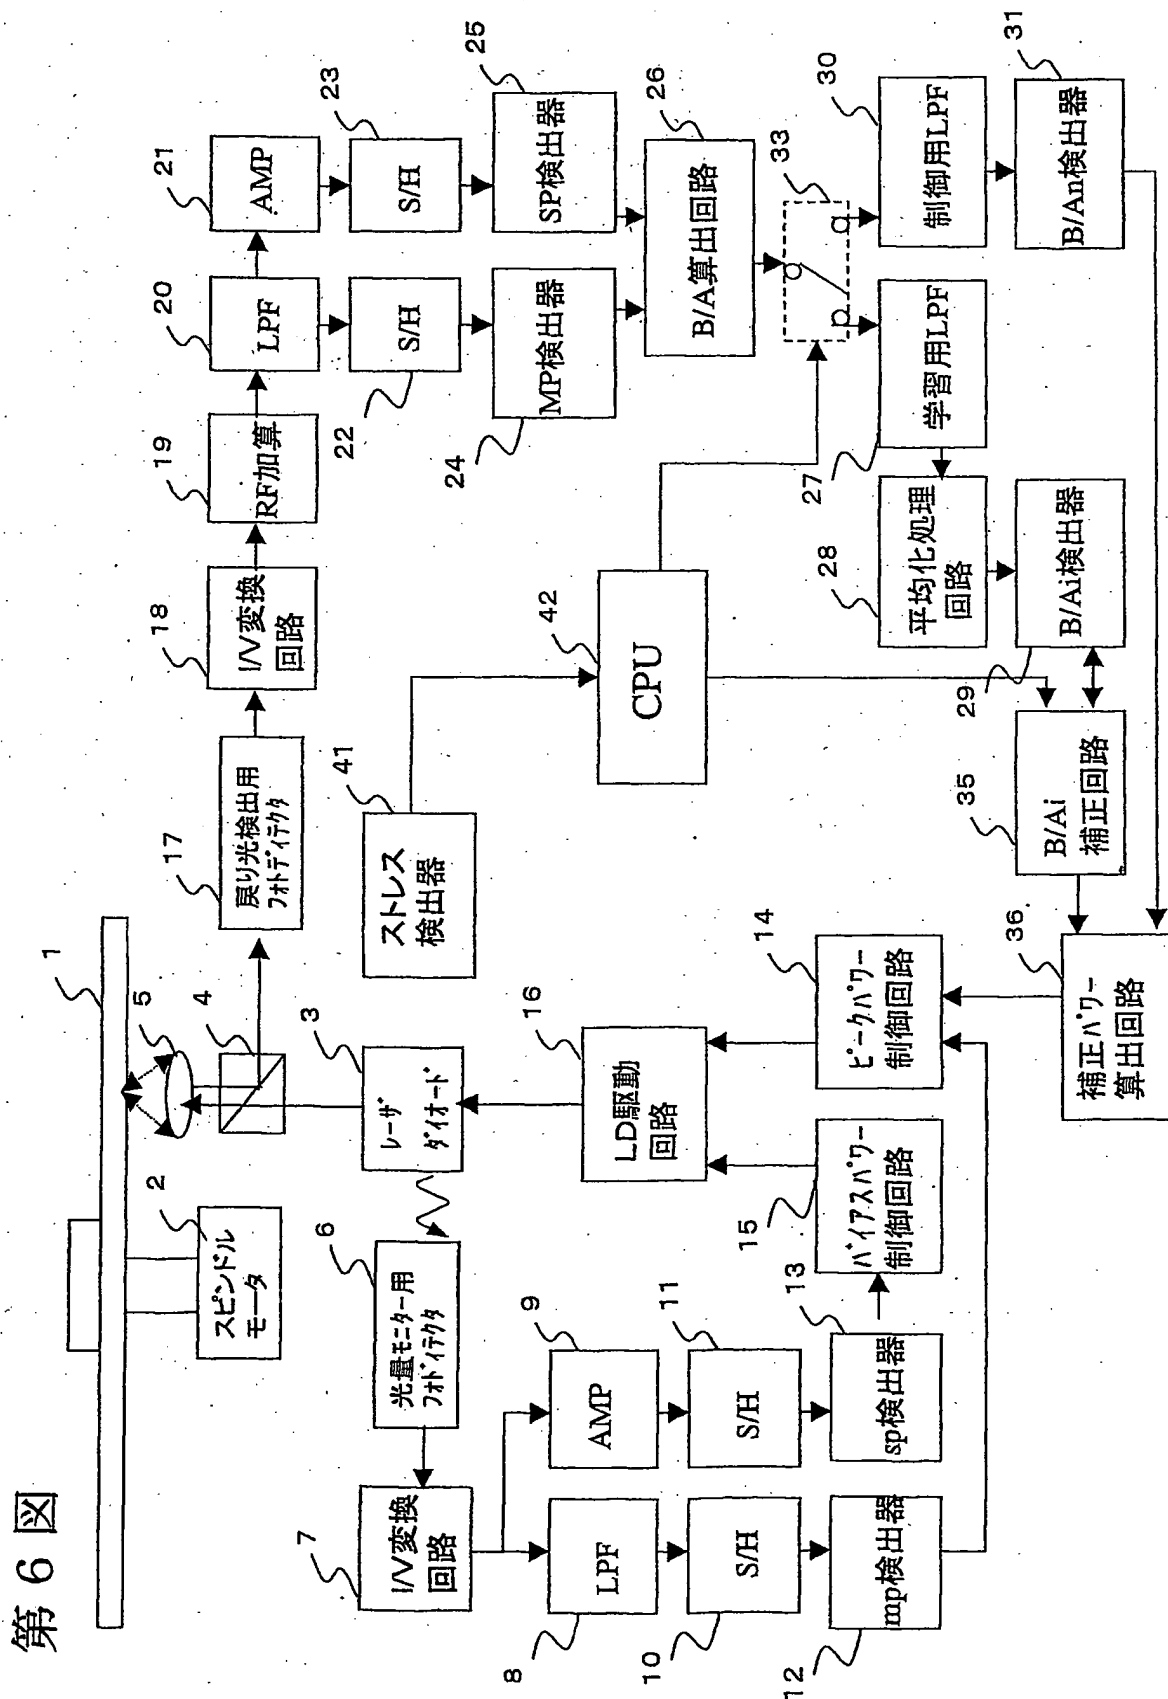 第6図
1
2
スピンドル
モータ
5
4
3
レーザ
ダイオード
6
光量モニター用
フォトディテクタ
7
I/V変換
回路
8
LPF
9
AMP
10
S/H
11
S/H
12
mp検出器
13
sp検出器
14
ピークパワー
制御回路
15
バイアスパワー
制御回路
16
LD駆動
回路
17
戻り光検出用
フォトディテクタ
18
I/V変換
回路
19
RF加算
20
LPF
21
AMP
22
S/H
23
S/H
24
MP検出器
25
SP検出器
26
B/A算出回路
33
27
学習用LPF
28
平均化処理
回路
29
B/Ai検出器
30
制御用LPF
31
B/An検出器
35
B/Ai
補正回路
36
補正パワー
算出回路
41
ストレス
検出器
42
CPU